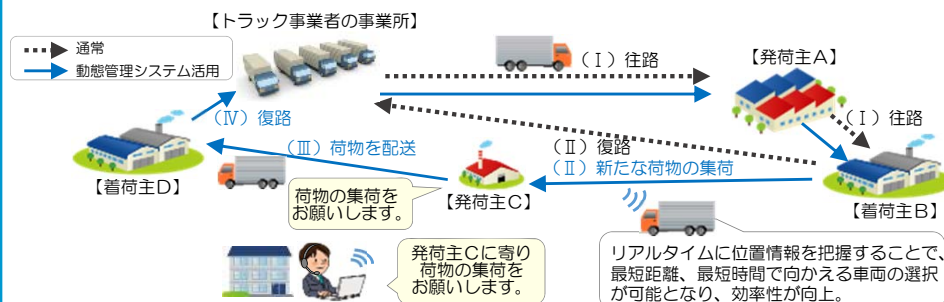 【トラック事業者の事業所】
通常
動態管理システム活用
(Ⅰ)往路
【発荷主A】
(Ⅳ)復路
(Ⅰ)往路
(Ⅲ)荷物を配送
(Ⅱ)復路
(Ⅱ)新たな荷物の集荷
【着荷主D】
荷物の集荷を
お願いします。
【発荷主C】
【着荷主B】
発荷主Cに寄り
荷物の集荷を
お願いします。
リアルタイムに位置情報を把握することで、
最短距離、最短時間で向かえる車両の選択
が可能となり、効率性が向上。